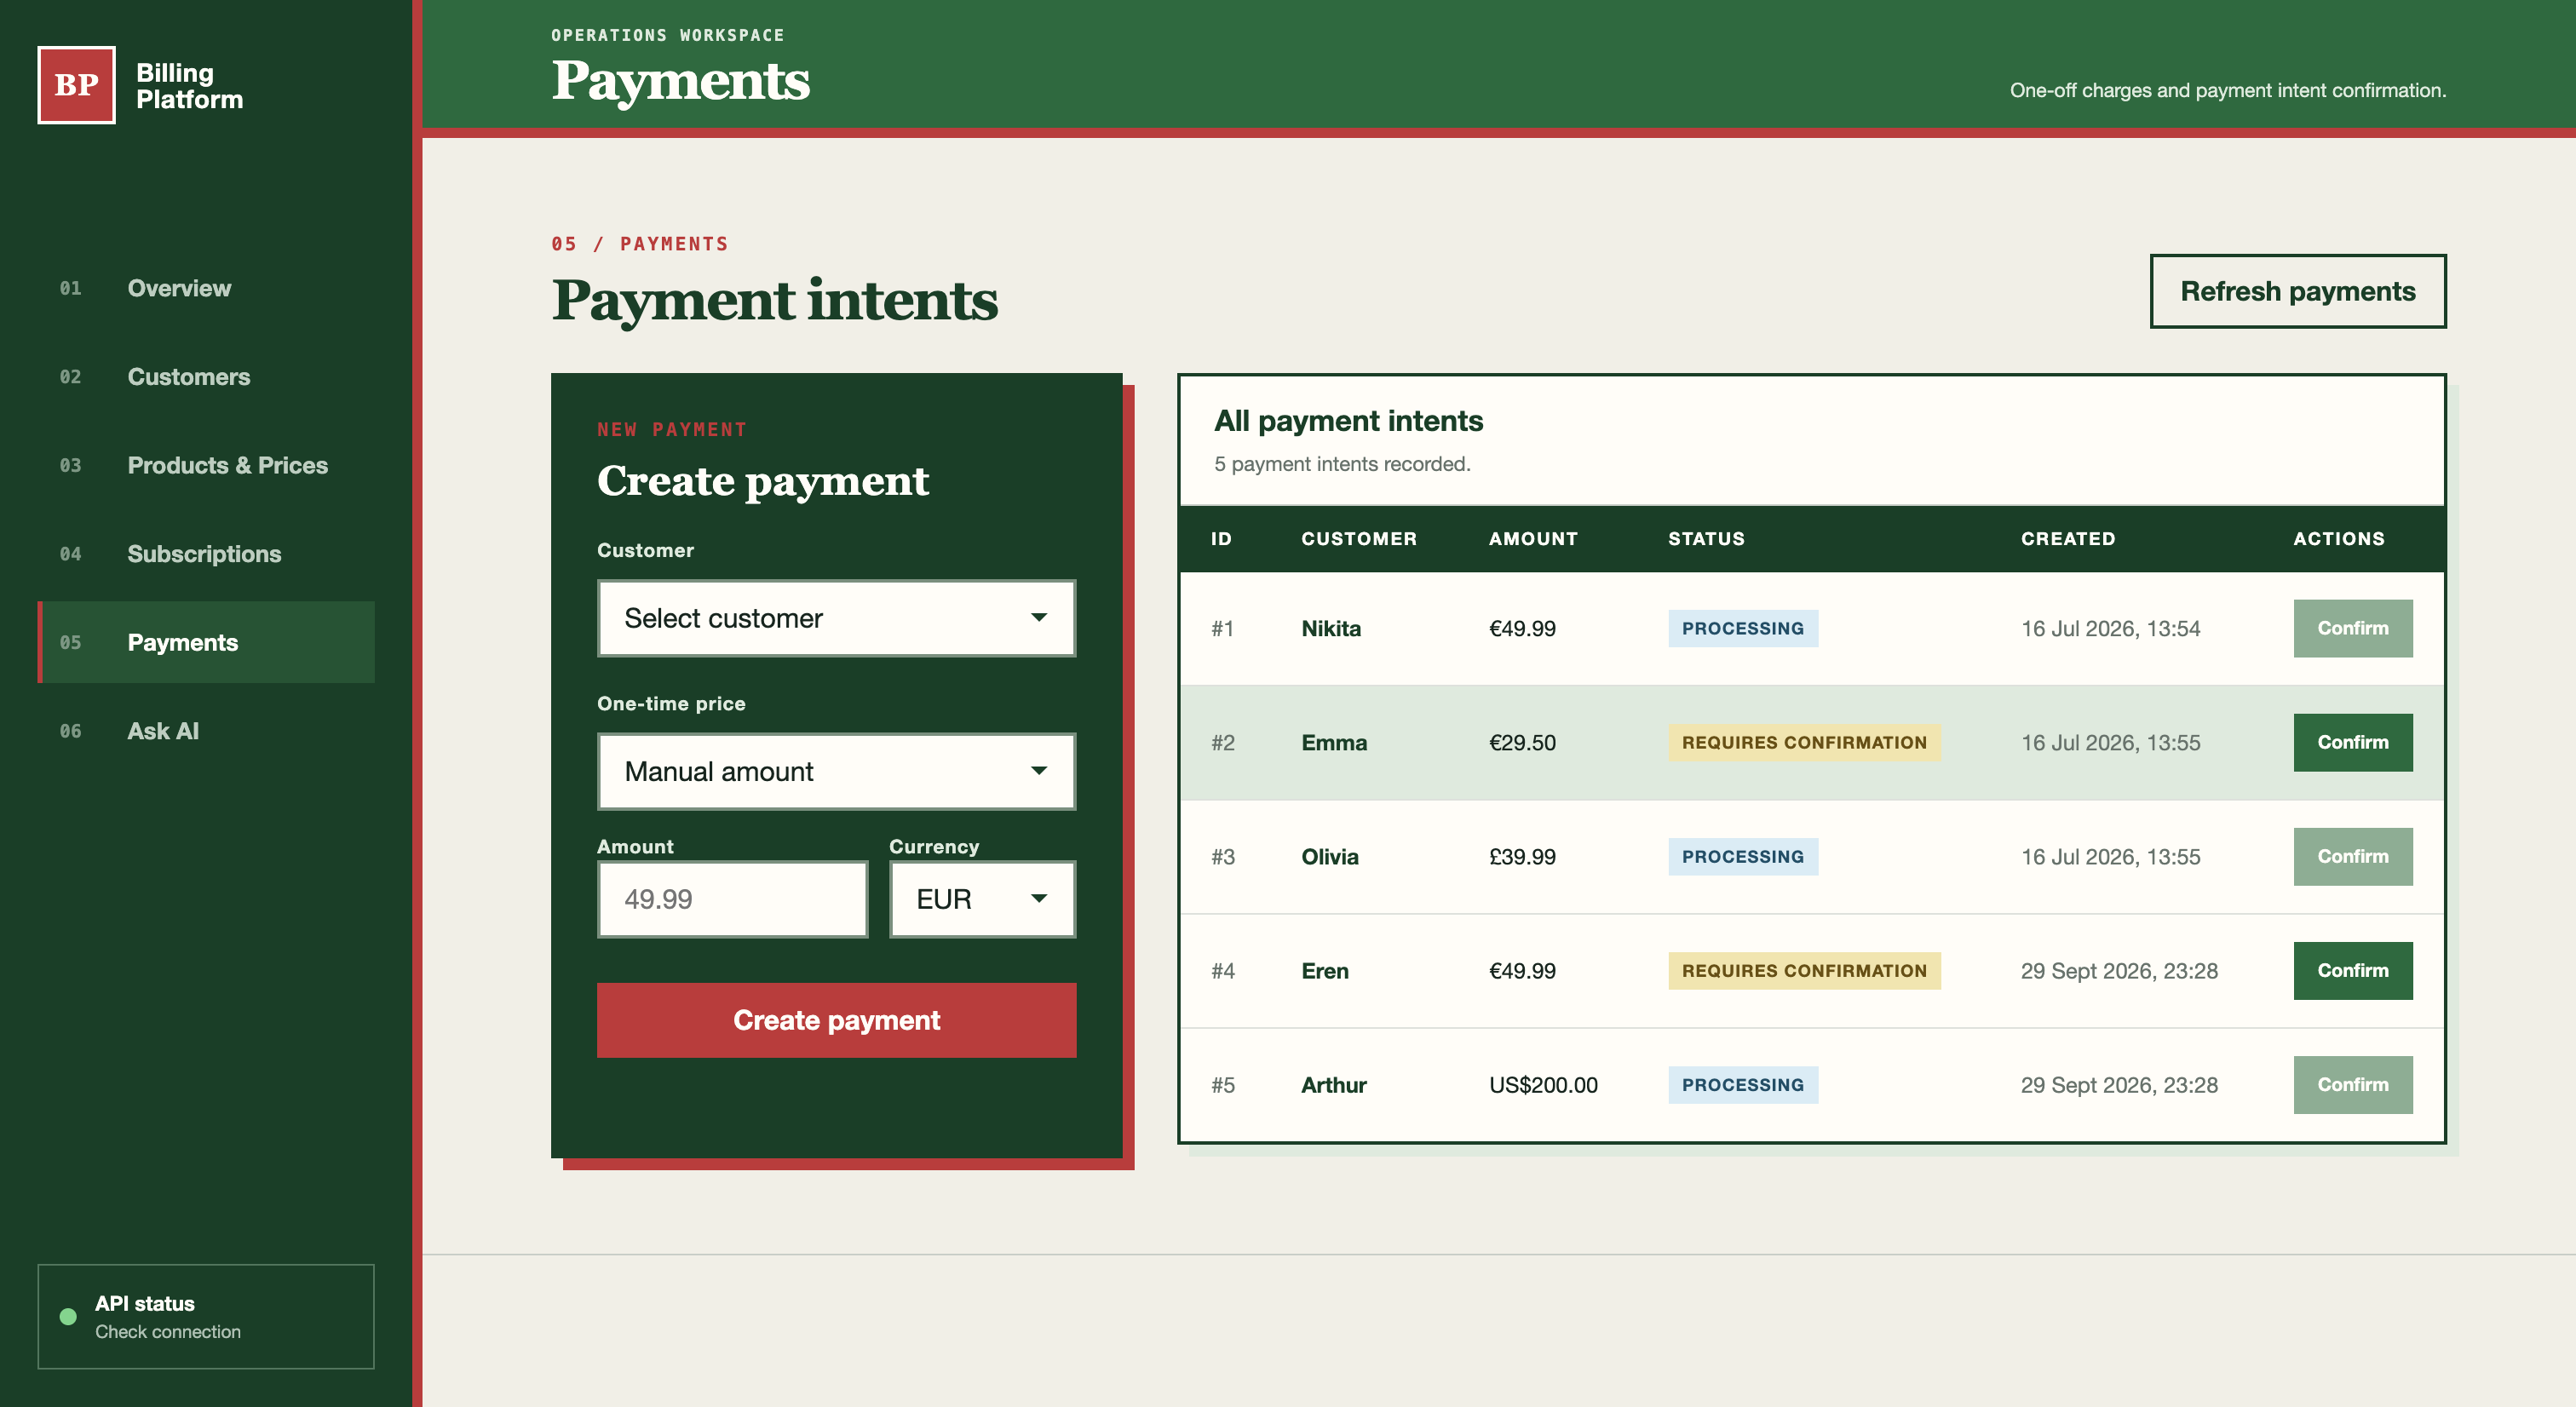 BP
Billing
Platform
01 Overview
02 Customers
03 Products & Prices
04 Subscriptions
05 Payments
06 Ask AI
API status
Check connection
OPERATIONS WORKSPACE
Payments
One-off charges and payment intent confirmation.
05 / PAYMENTS
Payment intents
Refresh payments
NEW PAYMENT
Create payment
Customer
Select customer
One-time price
Manual amount
Amount Currency
49.99 EUR
Create payment
All payment intents
5 payment intents recorded.
ID CUSTOMER AMOUNT STATUS CREATED ACTIONS
#1 Nikita €49.99 PROCESSING 16 Jul 2026, 13:54 Confirm
#2 Emma €29.50 REQUIRES CONFIRMATION 16 Jul 2026, 13:55 Confirm
#3 Olivia £39.99 PROCESSING 16 Jul 2026, 13:55 Confirm
#4 Eren €49.99 REQUIRES CONFIRMATION 29 Sept 2026, 23:28 Confirm
#5 Arthur US$200.00 PROCESSING 29 Sept 2026, 23:28 Confirm